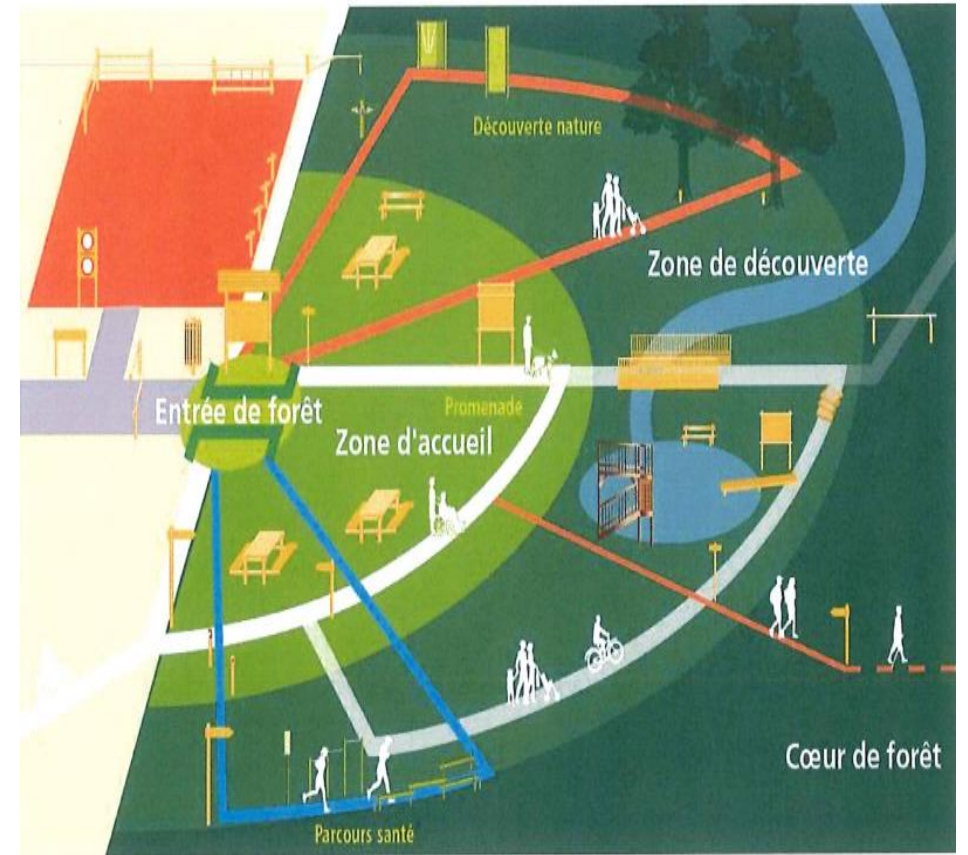 Découverte nature
Zone de découverte
Entrée de forêt
Promenade
Zone d'accueil
Cœur de forêt
Parcours santé